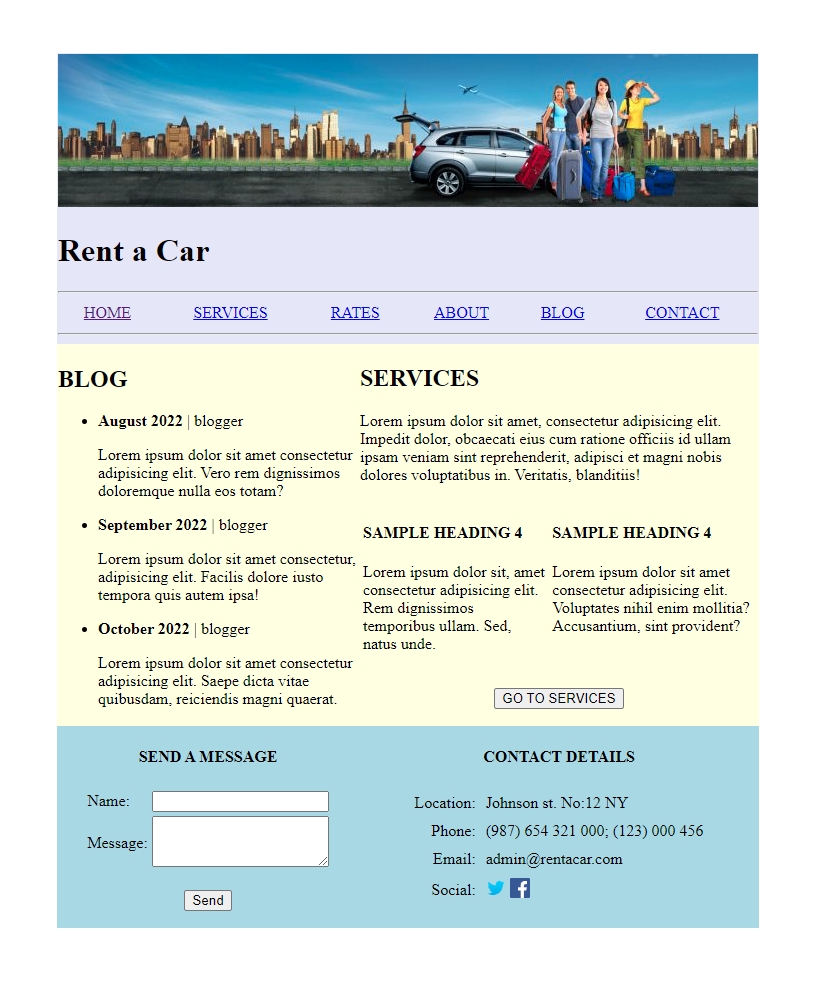 Rent a Car
HOME SERVICES RATES ABOUT BLOG CONTACT
BLOG
August 2022 | blogger
Lorem ipsum dolor sit amet consectetur
adipisicing elit. Vero rem dignissimos
doloremque nulla eos totam?
September 2022 | blogger
Lorem ipsum dolor sit amet consectetur,
adipisicing elit. Facilis dolore iusto
tempora quis autem ipsa!
October 2022 | blogger
Lorem ipsum dolor sit amet consectetur
adipisicing elit. Saepe dicta vitae
quibusdam, reiciendis magni quaerat.
SERVICES
Lorem ipsum dolor sit amet, consectetur adipisicing elit.
Impedit dolor, obcaecati eius cum ratione officiis id ullam
ipsam veniam sint reprehenderit, adipisci et magni nobis
dolores voluptatibus in. Veritatis, blanditiis!
SAMPLE HEADING 4
Lorem ipsum dolor sit, amet
consectetur adipisicing elit.
Rem dignissimos
temporibus ullam. Sed,
natus unde.
SAMPLE HEADING 4
Lorem ipsum dolor sit amet
consectetur adipisicing elit.
Voluptates nihil enim mollitia?
Accusantium, sint provident?
GO TO SERVICES
SEND A MESSAGE
Name:
Message:
Send
CONTACT DETAILS
Location: Johnson st. No:12 NY
Phone: (987) 654 321 000; (123) 000 456
Email: admin@rentacar.com
Social: